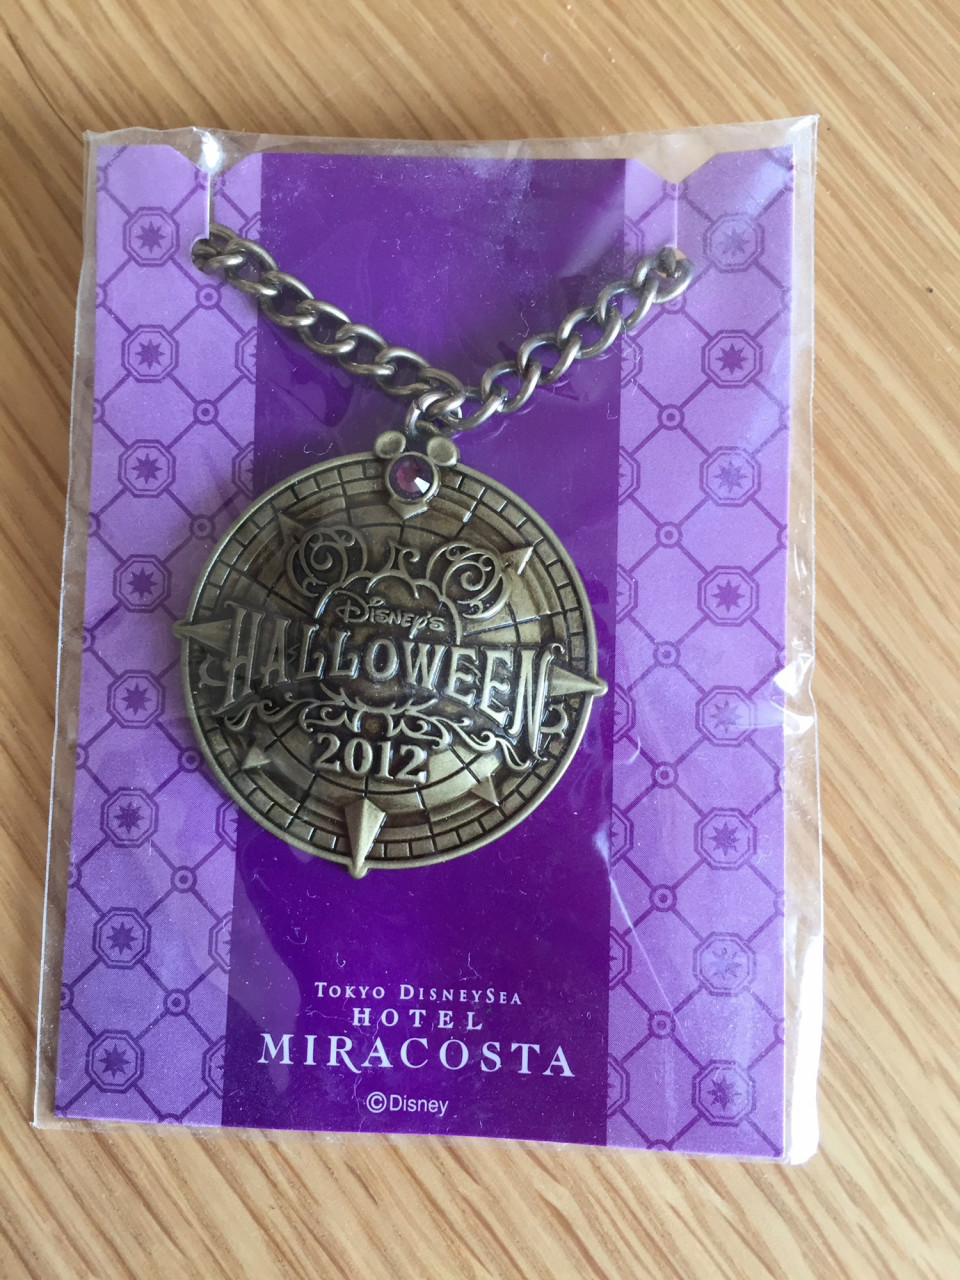 Disney's
HALLOWEEN
2012
TOKYO DISNEYSEA
HOTEL
MIRACOSTA
©Disney